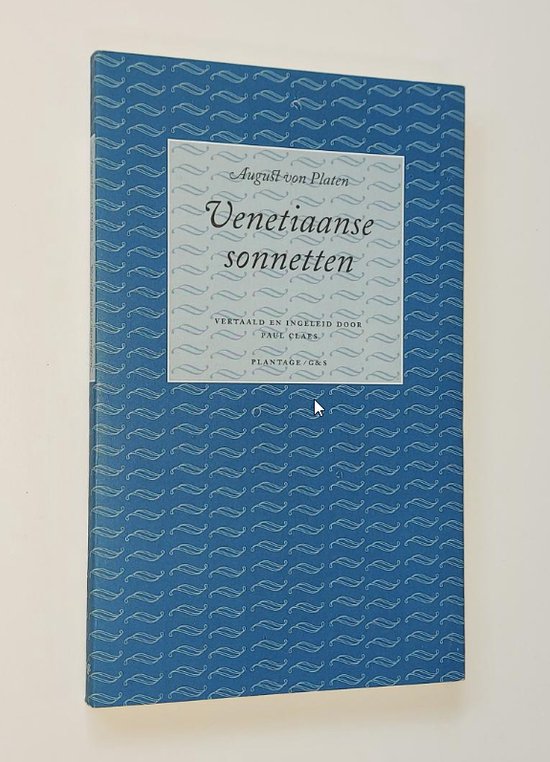 August von Platen
Venetiaanse
sonnetten
VERTAALD EN INGELEID DOOR
PAUL CLAES
PLANTAGE/G&S